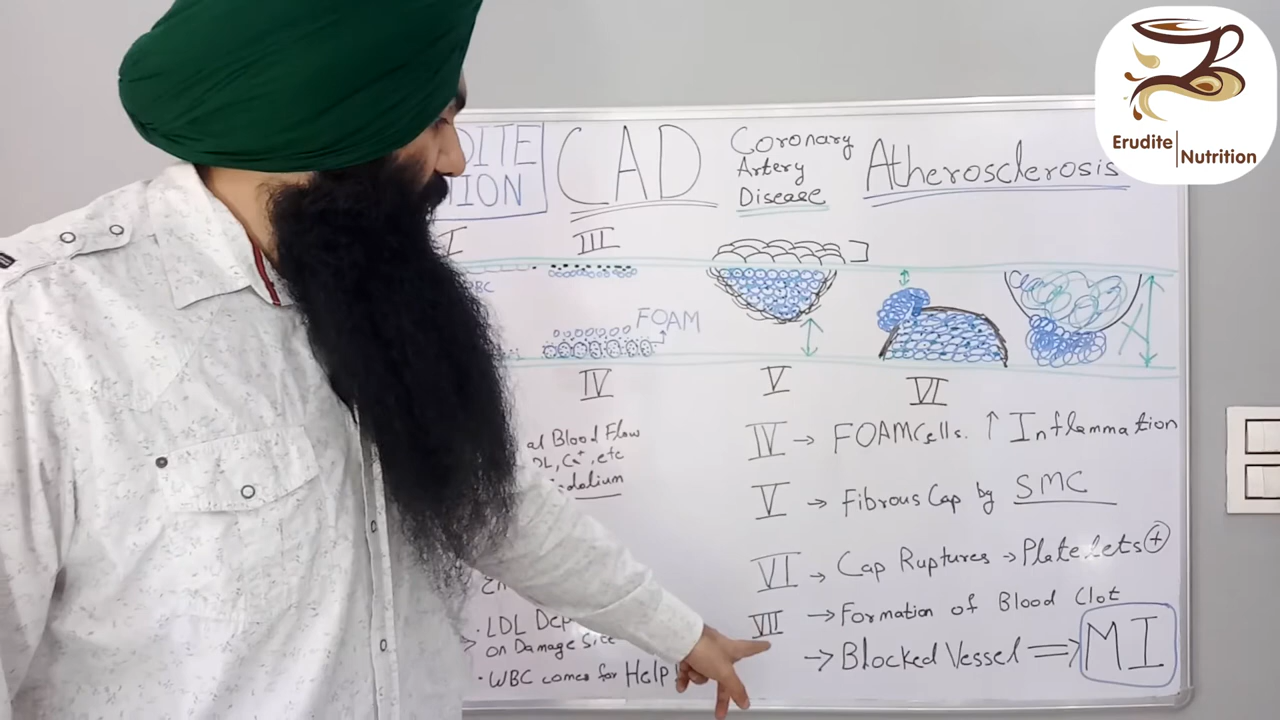 Erudite Nutrition
DITE
TION
CAD
Coronary
Artery
Disease
Atherosclerosis
I
III
FOAM
IV
V
VI
al Blood Flow
DL, Ca+, etc
IV → FOAM Cells. ↑ Inflammation
V → Fibrous Cap by SMC
VI → Cap Ruptures → Platelets +
VII → Formation of Blood Clot
→ Blocked Vessel ⇒ MI
· LDL Dep
on Damage Site
· WBC comes for Help!